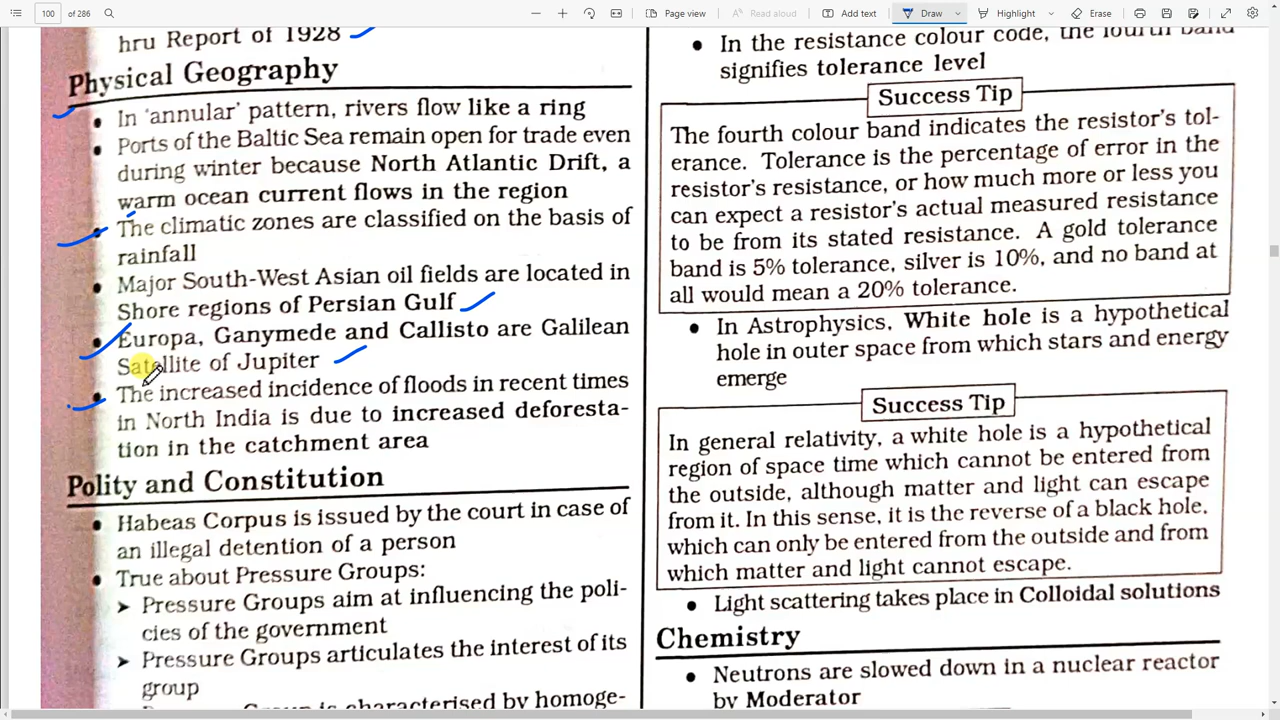 100 of 286
Page view
Read aloud
Add text
Draw
Highlight
Erase
hru Report of 1928
Physical Geography
• In ‘annular’ pattern, rivers flow like a ring
• Ports of the Baltic Sea remain open for trade even
during winter because North Atlantic Drift, a
warm ocean current flows in the region
• The climatic zones are classified on the basis of
rainfall
• Major South-West Asian oil fields are located in
Shore regions of Persian Gulf
• Europa, Ganymede and Callisto are Galilean
Satellite of Jupiter
• The increased incidence of floods in recent times
in North India is due to increased deforesta-
tion in the catchment area
Polity and Constitution
• Habeas Corpus is issued by the court in case of
an illegal detention of a person
• True about Pressure Groups:
➤ Pressure Groups aim at influencing the poli-
cies of the government
➤ Pressure Groups articulates the interest of its
group
is characterised by homoge-
• In the resistance colour code, the fourth band
signifies tolerance level
Success Tip
The fourth colour band indicates the resistor's tol-
erance. Tolerance is the percentage of error in the
resistor's resistance, or how much more or less you
can expect a resistor's actual measured resistance
to be from its stated resistance. A gold tolerance
band is 5% tolerance, silver is 10%, and no band at
all would mean a 20% tolerance.
• In Astrophysics, White hole is a hypothetical
hole in outer space from which stars and energy
emerge
Success Tip
In general relativity, a white hole is a hypothetical
region of space time which cannot be entered from
the outside, although matter and light can escape
from it. In this sense, it is the reverse of a black hole,
which can only be entered from the outside and from
which matter and light cannot escape.
• Light scattering takes place in Colloidal solutions
Chemistry
• Neutrons are slowed down in a nuclear reactor
by Moderator